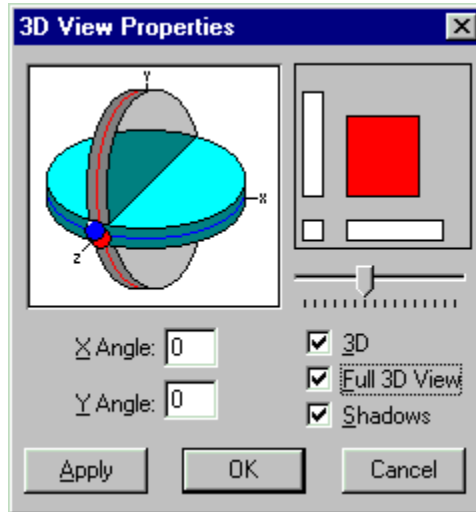 3D View Properties
Y
X
Z
X Angle: 0
Y Angle: 0
3D
Full 3D View
Shadows
Apply
OK
Cancel